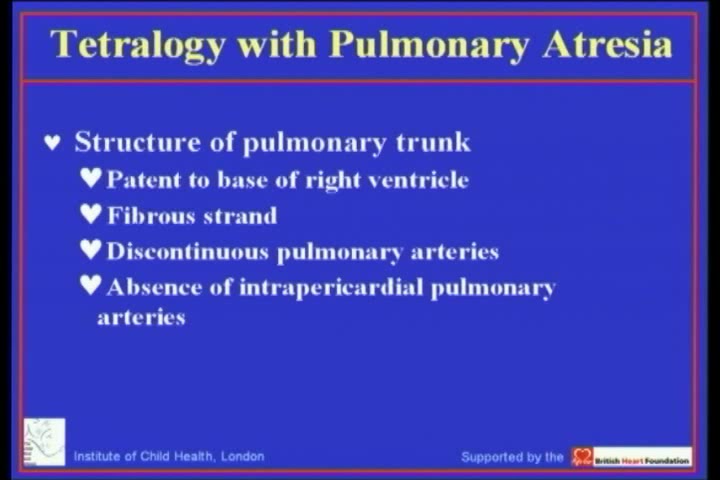 Tetralogy with Pulmonary Atresia
Structure of pulmonary trunk
Patent to base of right ventricle
Fibrous strand
Discontinuous pulmonary arteries
Absence of intrapericardial pulmonary
arteries
Institute of Child Health, London
Supported by the
British Heart Foundation